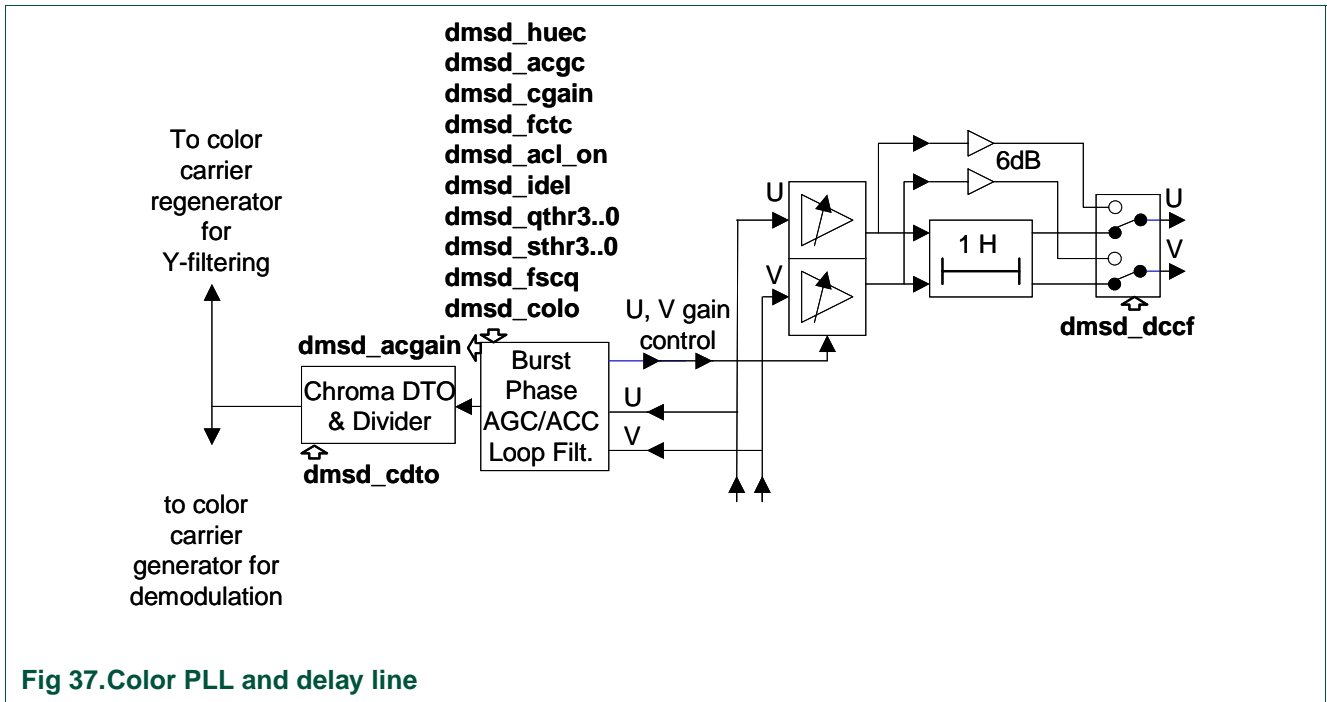 dmsd_huec
dmsd_acgc
dmsd_cgain
dmsd_fctc
dmsd_acl_on
dmsd_idel
dmsd_qthr3..0
dmsd_sthr3..0
dmsd_fscq
dmsd_colo
To color
carrier
regenerator
for
Y-filtering
dmsd_acgain
Chroma DTO
& Divider
dmsd_cdto
to color
carrier
generator for
demodulation
Burst
Phase
AGC/ACC
Loop Filt.
U, V gain
control
U
V
U
V
6dB
1 H
U
V
dmsd_dccf
Fig 37.Color PLL and delay line